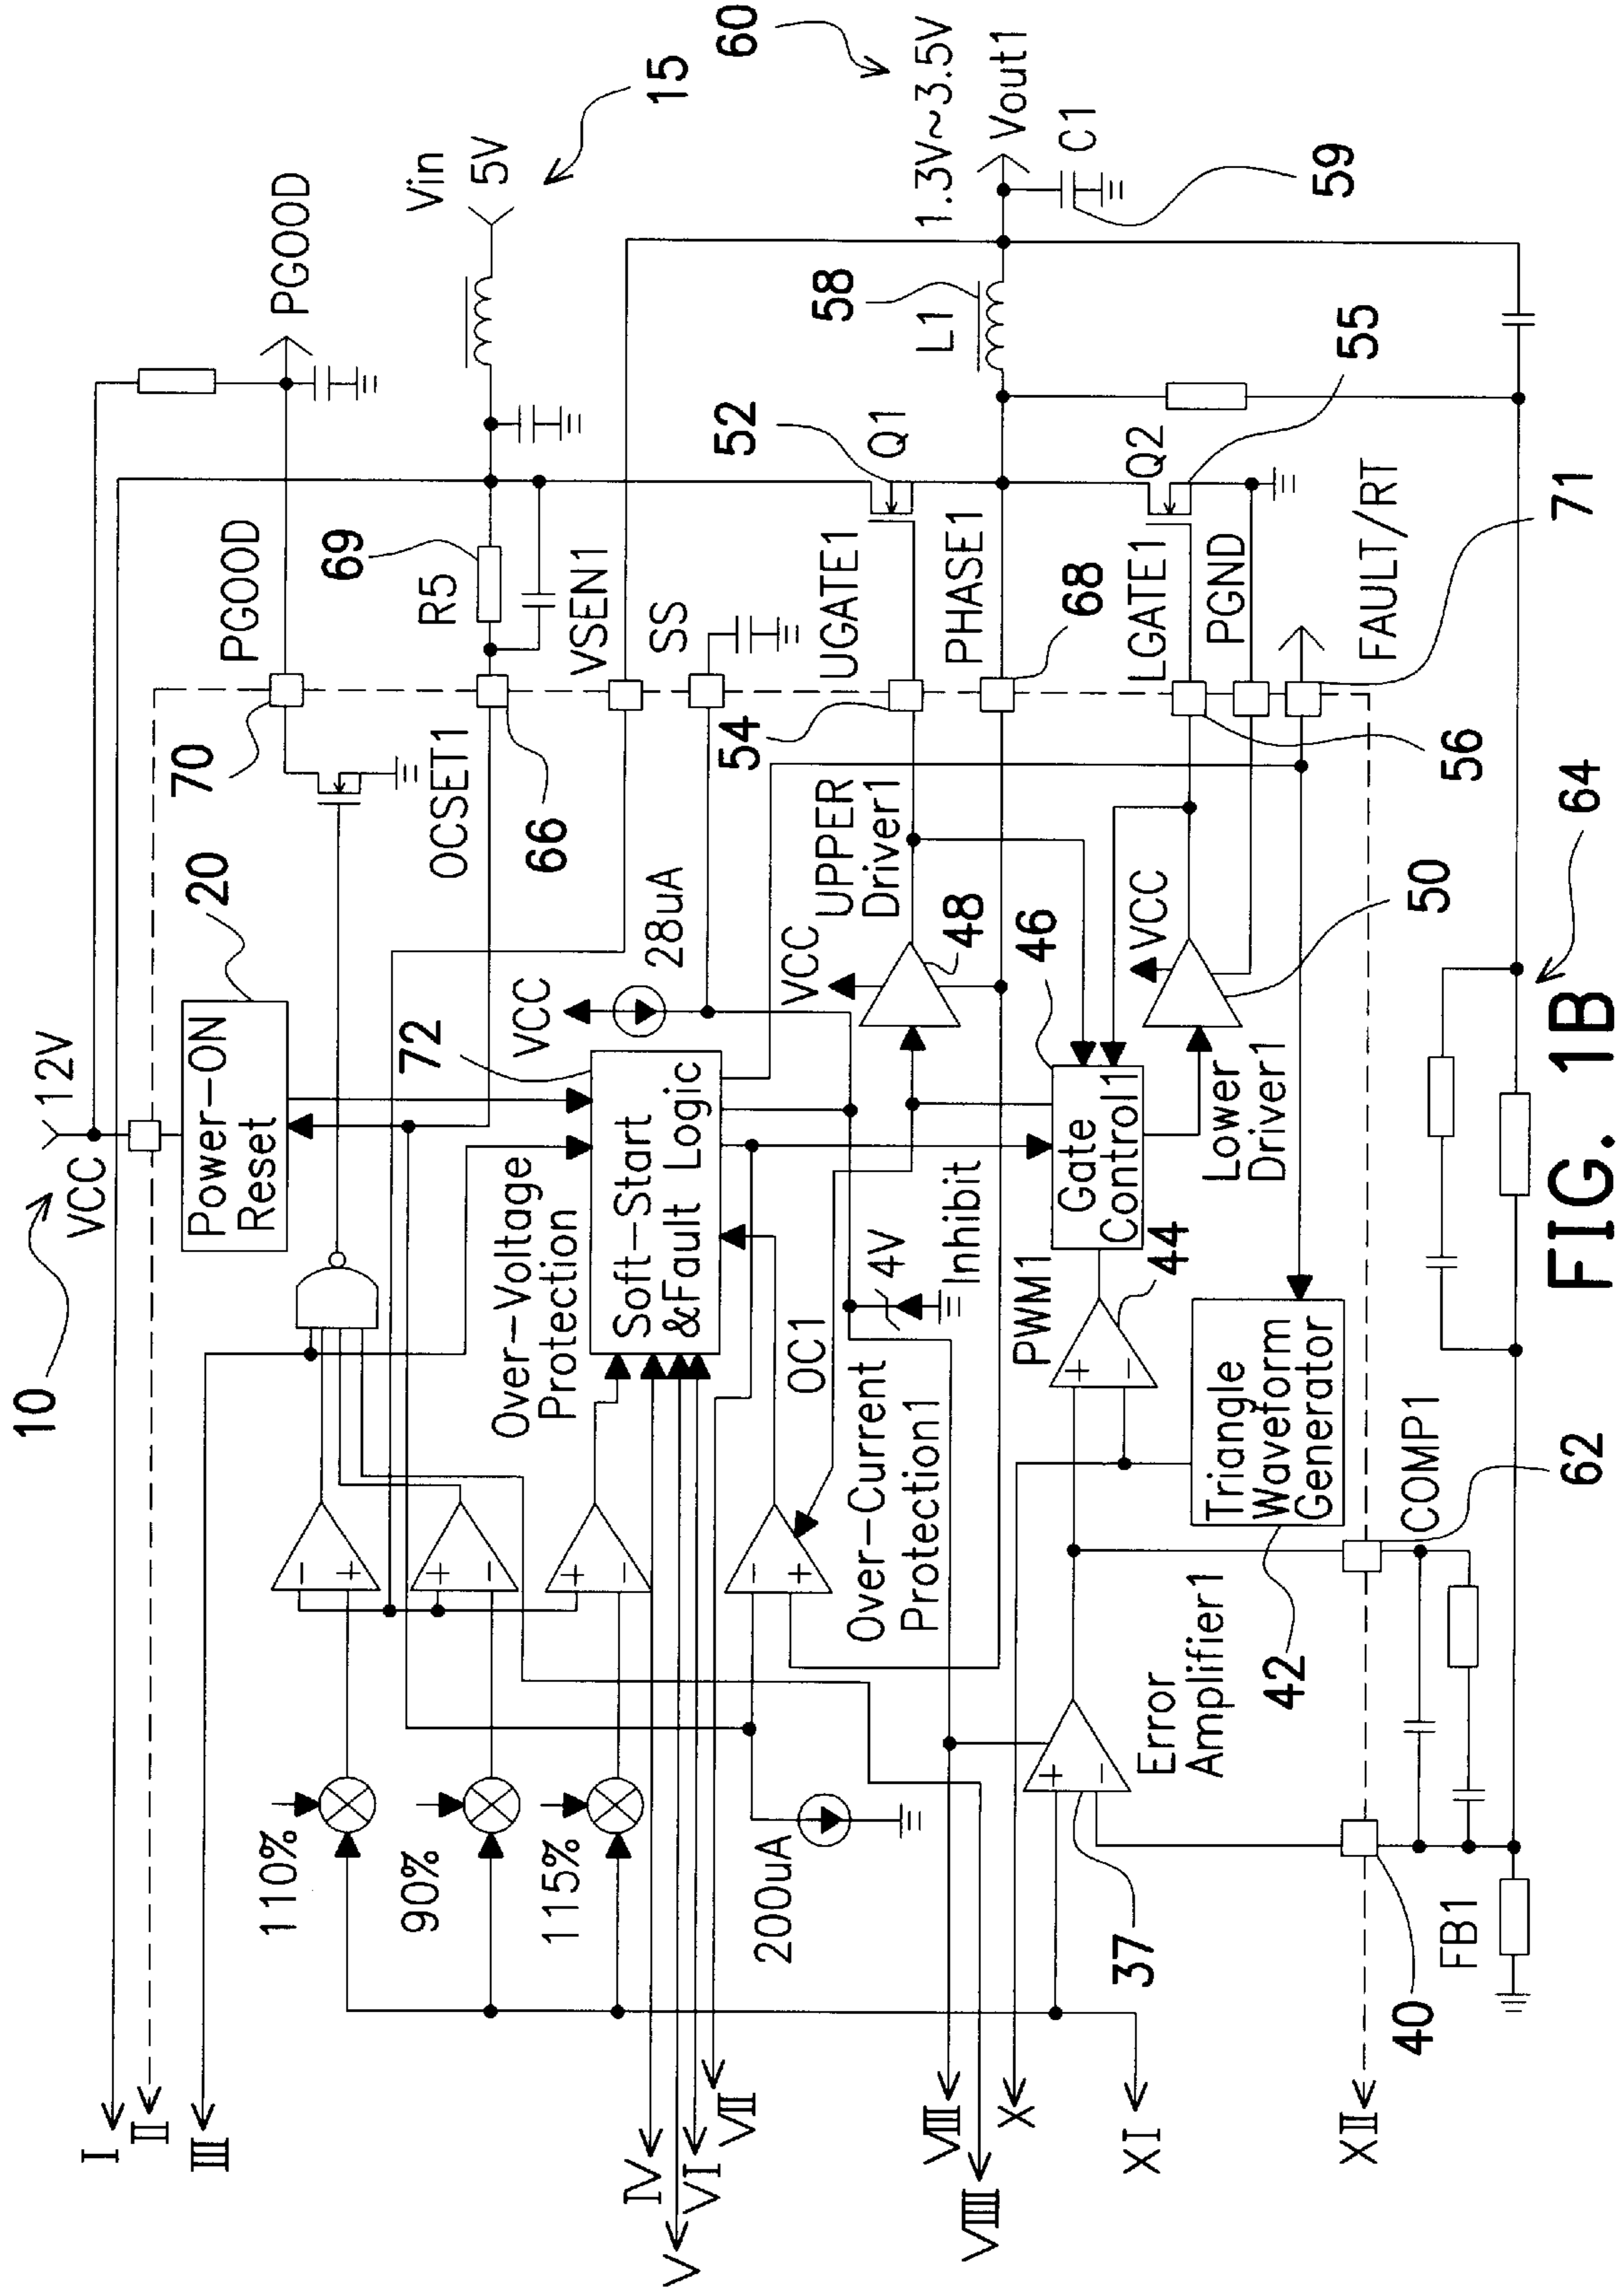 10
VCC
12V
Power-ON
Reset
20
70
PGOOD
PGOOD
Vin
5V
15
OCSET1
66
R5
69
VSEN1
SS
28uA
VCC
72
Over-Voltage
Protection
Soft-Start
&Fault Logic
110%
90%
115%
200uA
OC1
Over-Current
Protection1
4V
Inhibit
VCC
UPPER
Driver1
48
54
UGATE1
52
Q1
PHASE1
68
L1
58
60
1.3V~3.5V
Vout1
C1
59
46
Gate
Control1
PWM1
44
VCC
Lower
Driver1
50
LGATE1
56
PGND
Q2
55
FAULT/RT
71
Triangle
Waveform
Generator
42
Error
Amplifier1
37
COMP1
62
40
FB1
64
I
II
III
IV
V
VI
VII
VIII
VIIII
X
XI
XII
FIG. 1B